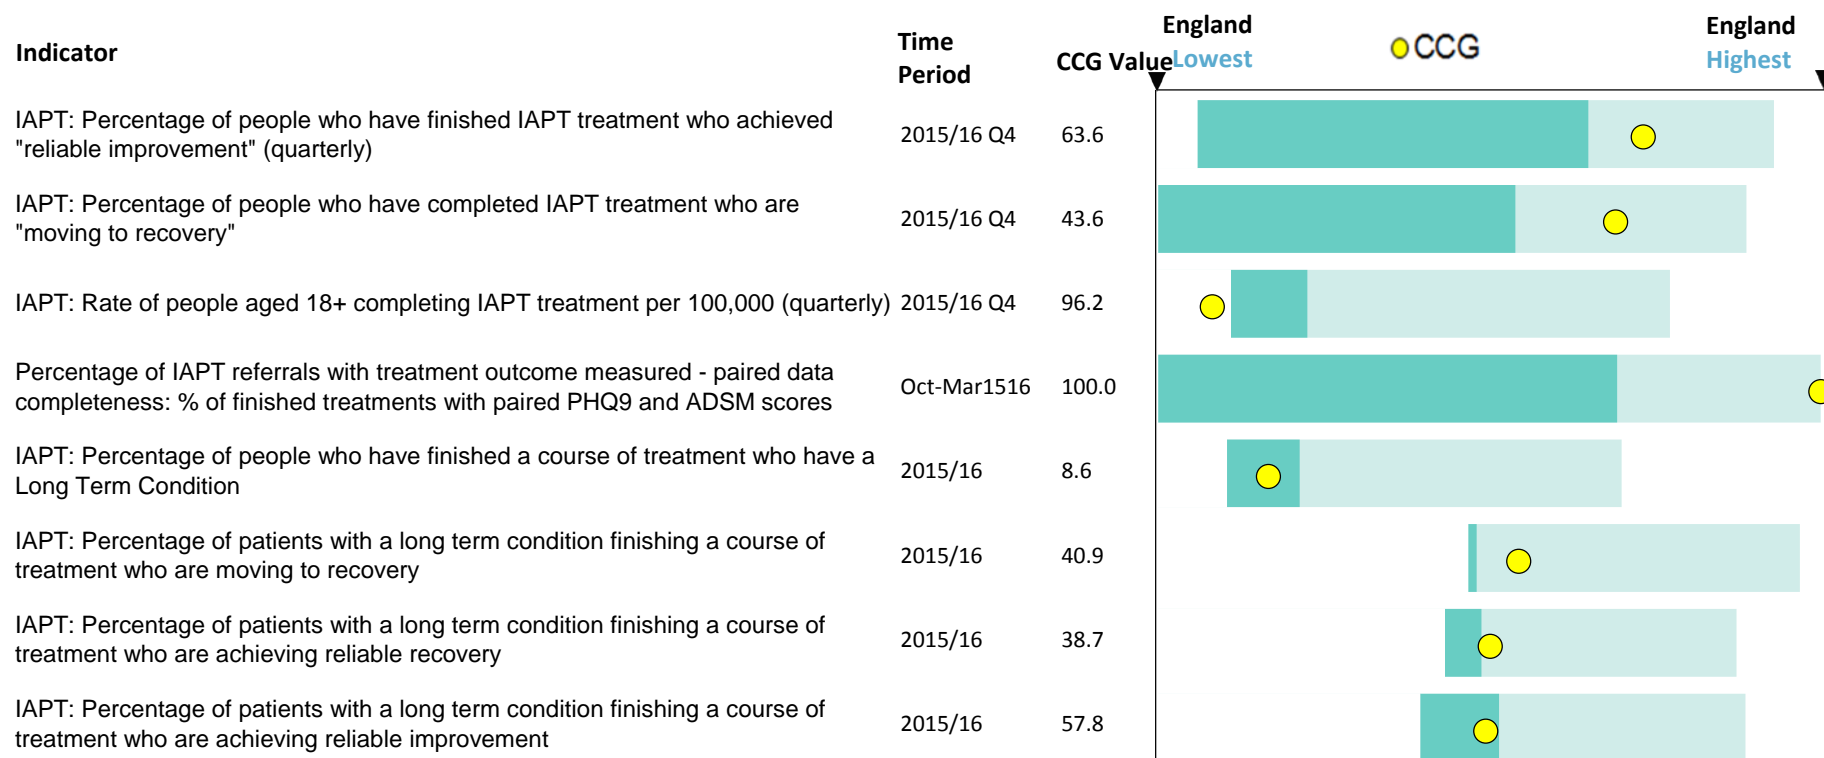 Indicator
Time
Period
CCG Value
England
Lowest
CCG
England
Highest
IAPT: Percentage of people who have finished IAPT treatment who achieved
"reliable improvement" (quarterly)
2015/16 Q4
63.6
IAPT: Percentage of people who have completed IAPT treatment who are
"moving to recovery"
2015/16 Q4
43.6
IAPT: Rate of people aged 18+ completing IAPT treatment per 100,000 (quarterly)
2015/16 Q4
96.2
Percentage of IAPT referrals with treatment outcome measured - paired data
completeness: % of finished treatments with paired PHQ9 and ADSM scores
Oct-Mar1516
100.0
IAPT: Percentage of people who have finished a course of treatment who have a
Long Term Condition
2015/16
8.6
IAPT: Percentage of patients with a long term condition finishing a course of
treatment who are moving to recovery
2015/16
40.9
IAPT: Percentage of patients with a long term condition finishing a course of
treatment who are achieving reliable recovery
2015/16
38.7
IAPT: Percentage of patients with a long term condition finishing a course of
treatment who are achieving reliable improvement
2015/16
57.8